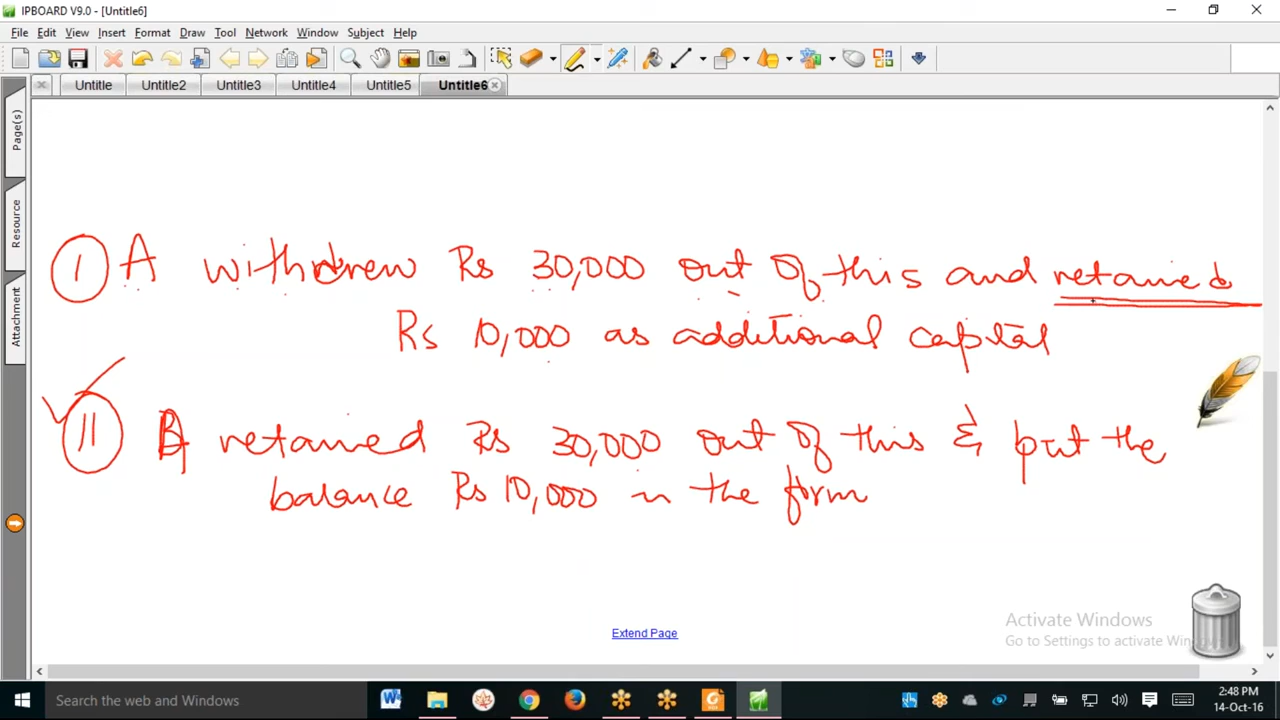 IPBOARD V9.0 - [Untitle6]
File Edit View Insert Format Draw Tool Network Window Subject Help
Untitle Untitle2 Untitle3 Untitle4 Untitle5 Untitle6
Page(s)
Resource
Attachment
I A withdrew Rs 30,000 out of this and retained
Rs 10,000 as additional capital
II B retained Rs 30,000 out of this & put the
balance Rs 10,000 in the form
Extend Page
Activate Windows
Go to Settings to activate Windows.
Search the web and Windows
2:48 PM
14-Oct-16